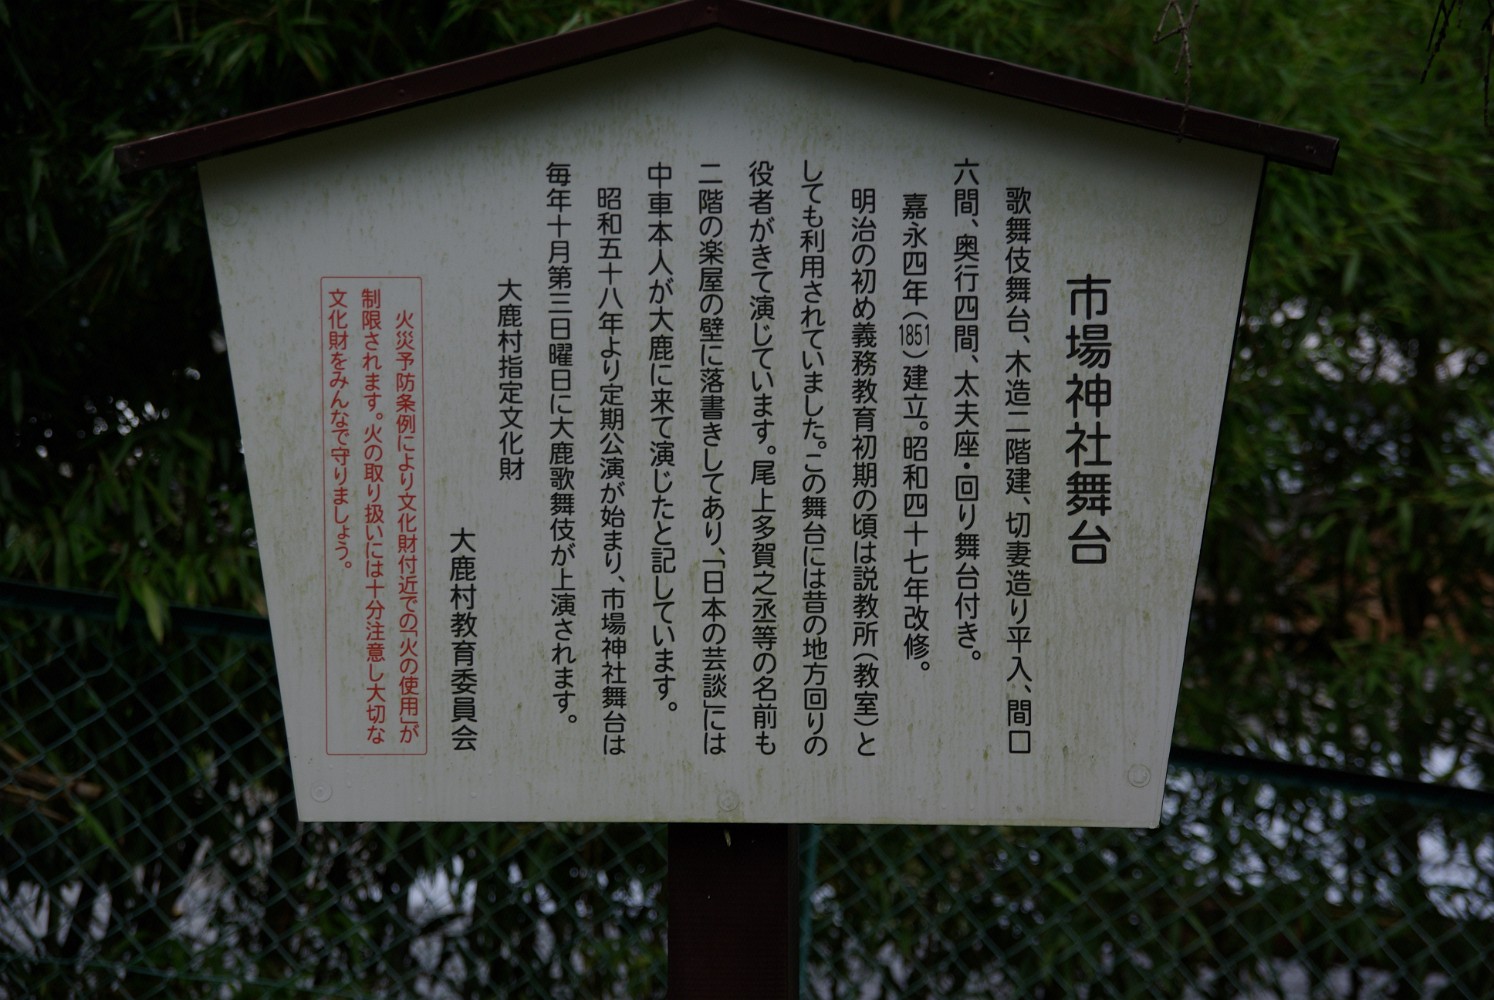 市場神社舞台
歌舞伎舞台、木造二階建、切妻造り平入、間口
六間、奥行四間、太夫座・回り舞台付き。
嘉永四年(1851)建立。昭和四十七年改修。
明治の初め義務教育初期の頃は説教所(教室)と
しても利用されていました。この舞台には昔の地方回りの
役者がきて演じています。尾上多賀之丞等の名前も
二階の楽屋の壁に落書きしてあり、「日本の芸談」には
中車本人が大鹿に来て演じたと記しています。
昭和五十八年より定期公演が始まり、市場神社舞台は
毎年十月第三日曜日に大鹿歌舞伎が上演されます。
大鹿村指定文化財
大鹿村教育委員会
火災予防条例により文化財付近での「火の使用」が
制限されます。火の取り扱いには十分注意し大切な
文化財をみんなで守りましょう。